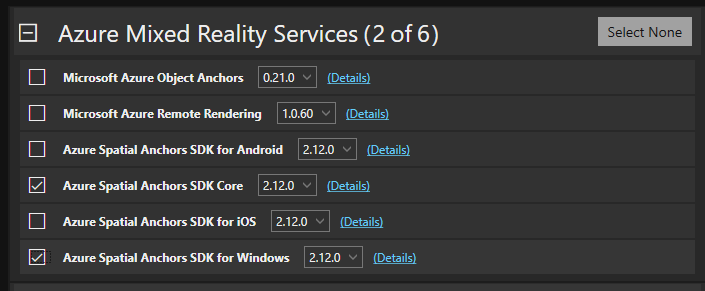 Azure Mixed Reality Services (2 of 6) Select None
Microsoft Azure Object Anchors 0.21.0 (Details)
Microsoft Azure Remote Rendering 1.0.60 (Details)
Azure Spatial Anchors SDK for Android 2.12.0 (Details)
Azure Spatial Anchors SDK Core 2.12.0 (Details)
Azure Spatial Anchors SDK for iOS 2.12.0 (Details)
Azure Spatial Anchors SDK for Windows 2.12.0 (Details)